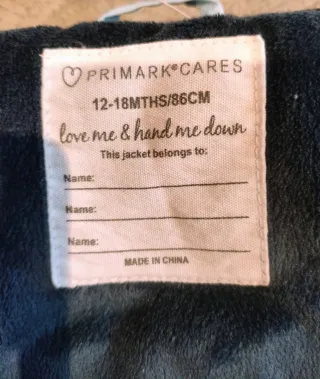 PRIMARK®CARES
12-18MTHS/86CM
love me & hand me down
This jacket belongs to:
Name:
Name:
Name:
MADE IN CHINA